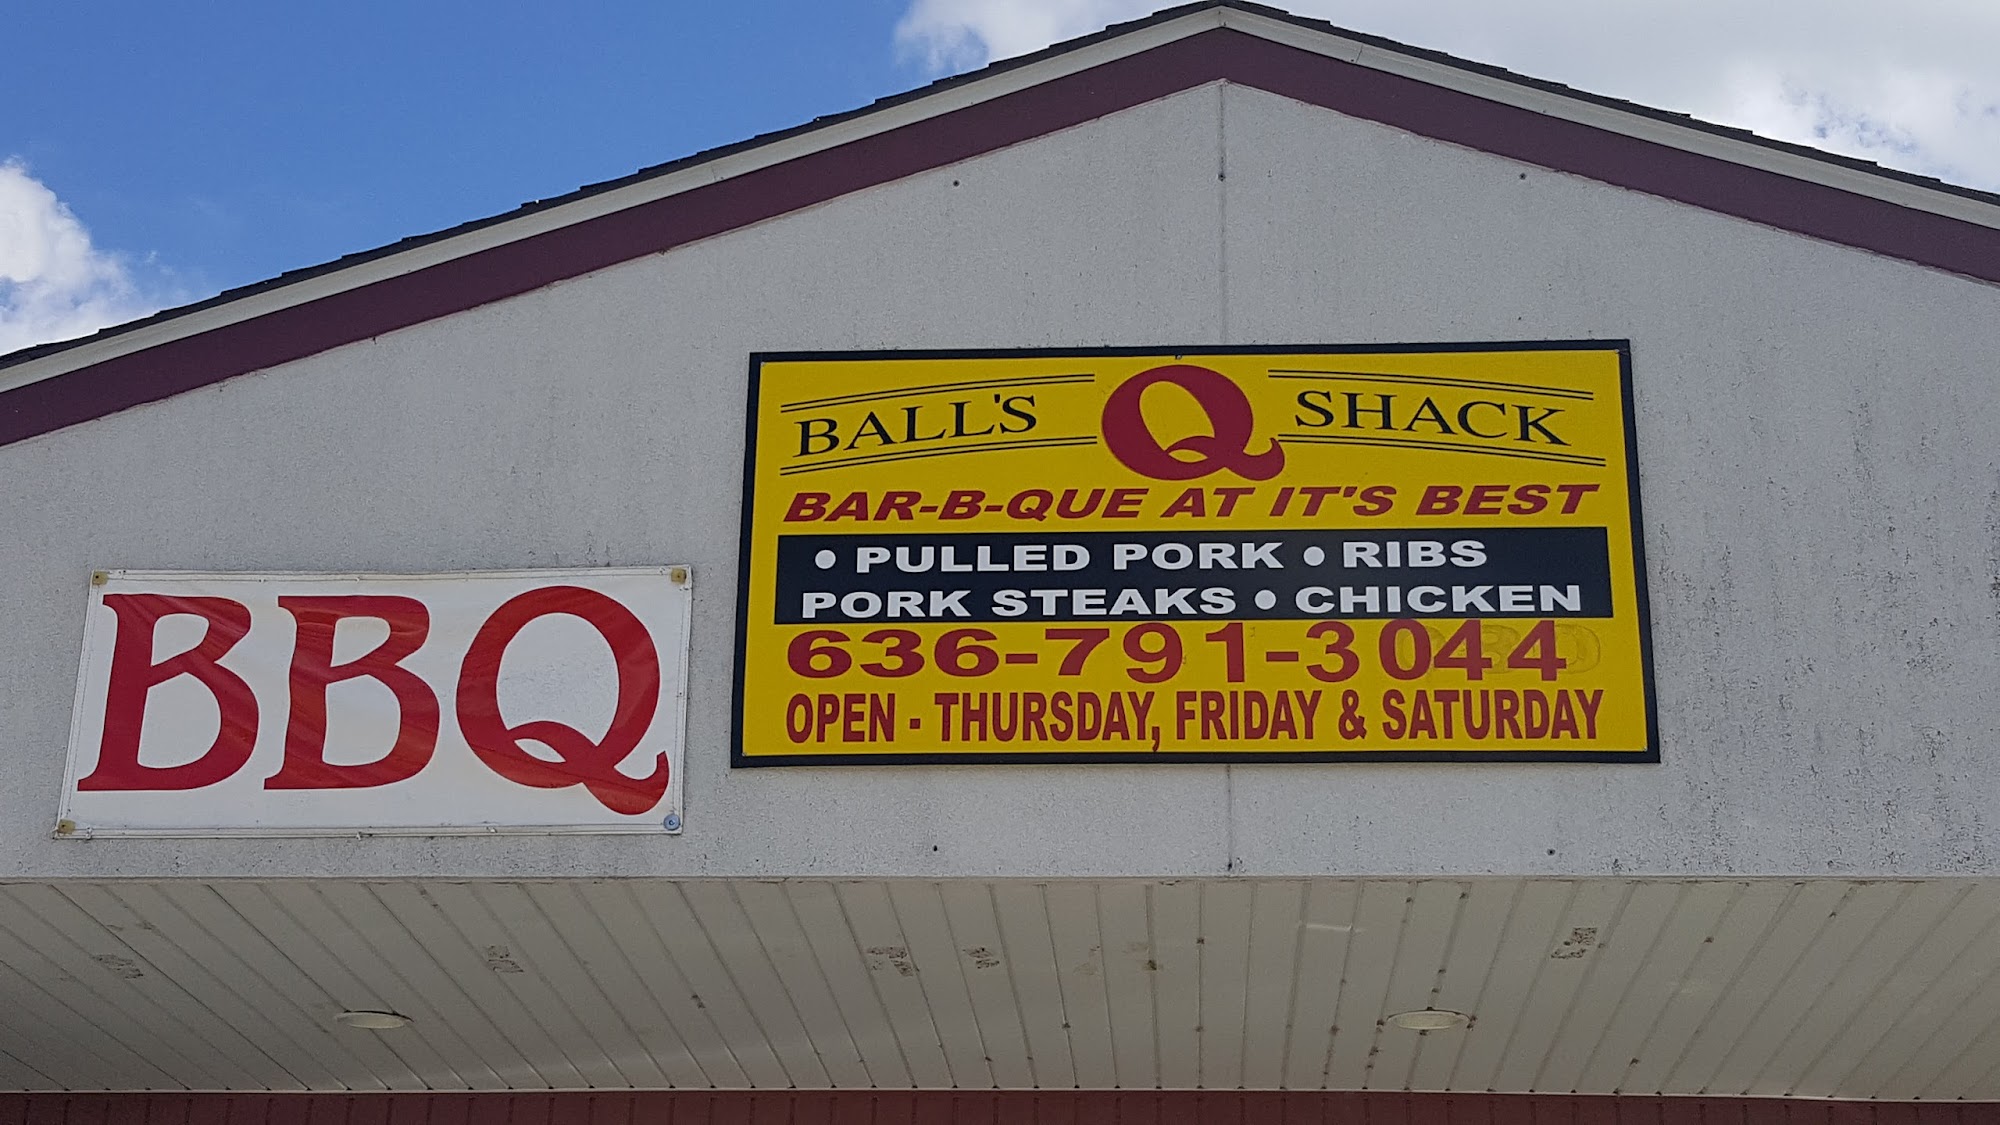 BALL'S Q SHACK
BAR-B-QUE AT IT'S BEST
• PULLED PORK • RIBS
PORK STEAKS • CHICKEN
636-791-3044
OPEN - THURSDAY, FRIDAY & SATURDAY
BBQ